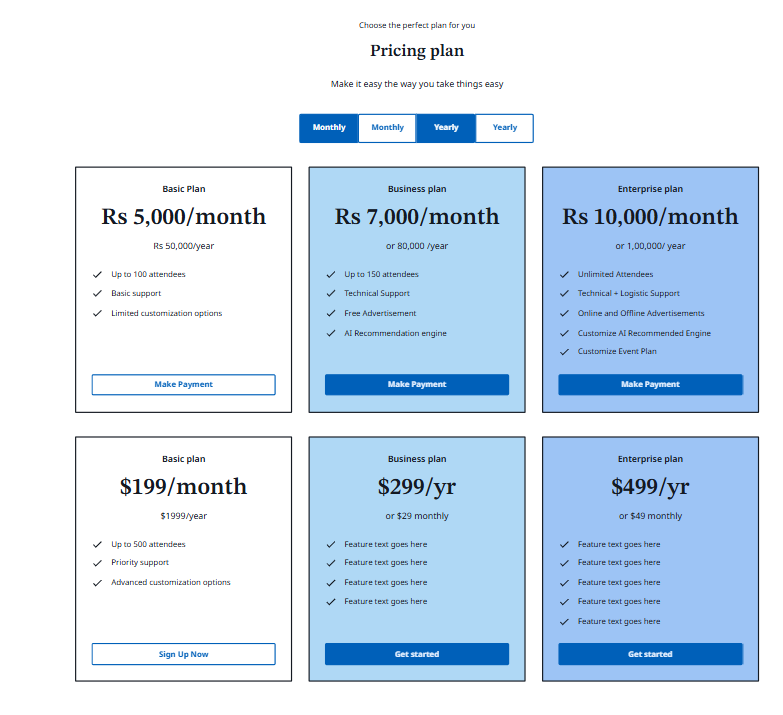 Choose the perfect plan for you
Pricing plan
Make it easy the way you take things easy
Monthly
Monthly
Yearly
Yearly
Basic Plan
Rs 5,000/month
Rs 50,000/year
Up to 100 attendees
Basic support
Limited customization options
Make Payment
Business plan
Rs 7,000/month
or 80,000 /year
Up to 150 attendees
Technical Support
Free Advertisement
AI Recommendation engine
Make Payment
Enterprise plan
Rs 10,000/month
or 1,00,000/ year
Unlimited Attendees
Technical + Logistic Support
Online and Offline Advertisements
Customize AI Recommended Engine
Customize Event Plan
Make Payment
Basic plan
$199/month
$1999/year
Up to 500 attendees
Priority support
Advanced customization options
Sign Up Now
Business plan
$299/yr
or $29 monthly
Feature text goes here
Feature text goes here
Feature text goes here
Feature text goes here
Get started
Enterprise plan
$499/yr
or $49 monthly
Feature text goes here
Feature text goes here
Feature text goes here
Feature text goes here
Feature text goes here
Get started